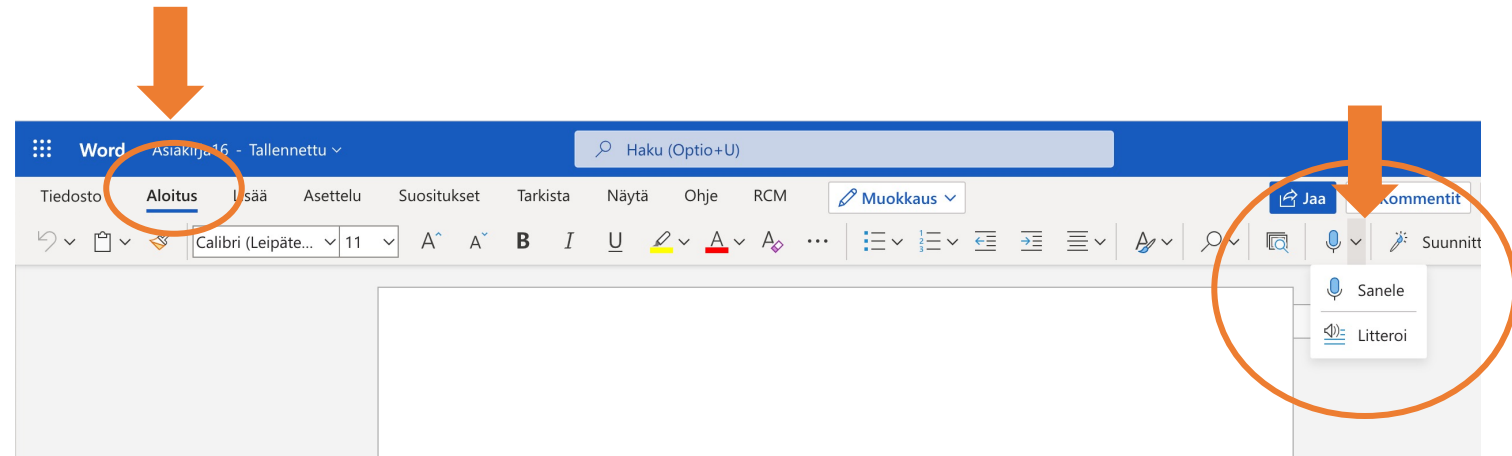 Word Asiakirja16 - Tallennettu Haku (Optio+U)
Tiedosto Aloitus Lisää Asettelu Suositukset Tarkista Näytä Ohje RCM Muokkaus Jaa Kommentit
Calibri (Leipäte... 11 A A B I U A A ... Suunnitt
Sanele
Litteroi